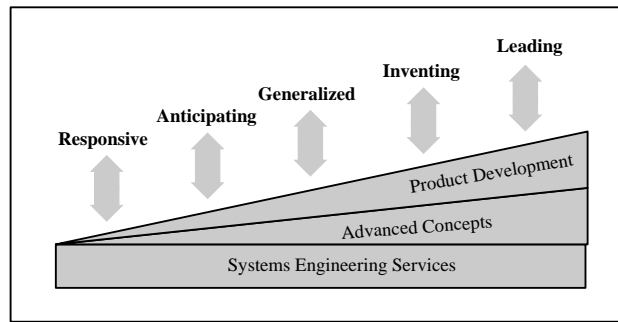 Leading
Inventing
Generalized
Anticipating
Responsive
Product Development
Advanced Concepts
Systems Engineering Services